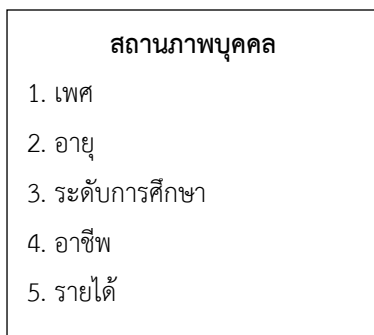 สถานภาพบุคคล
1. เพศ
2. อายุ
3. ระดับการศึกษา
4. อาชีพ
5. รายได้